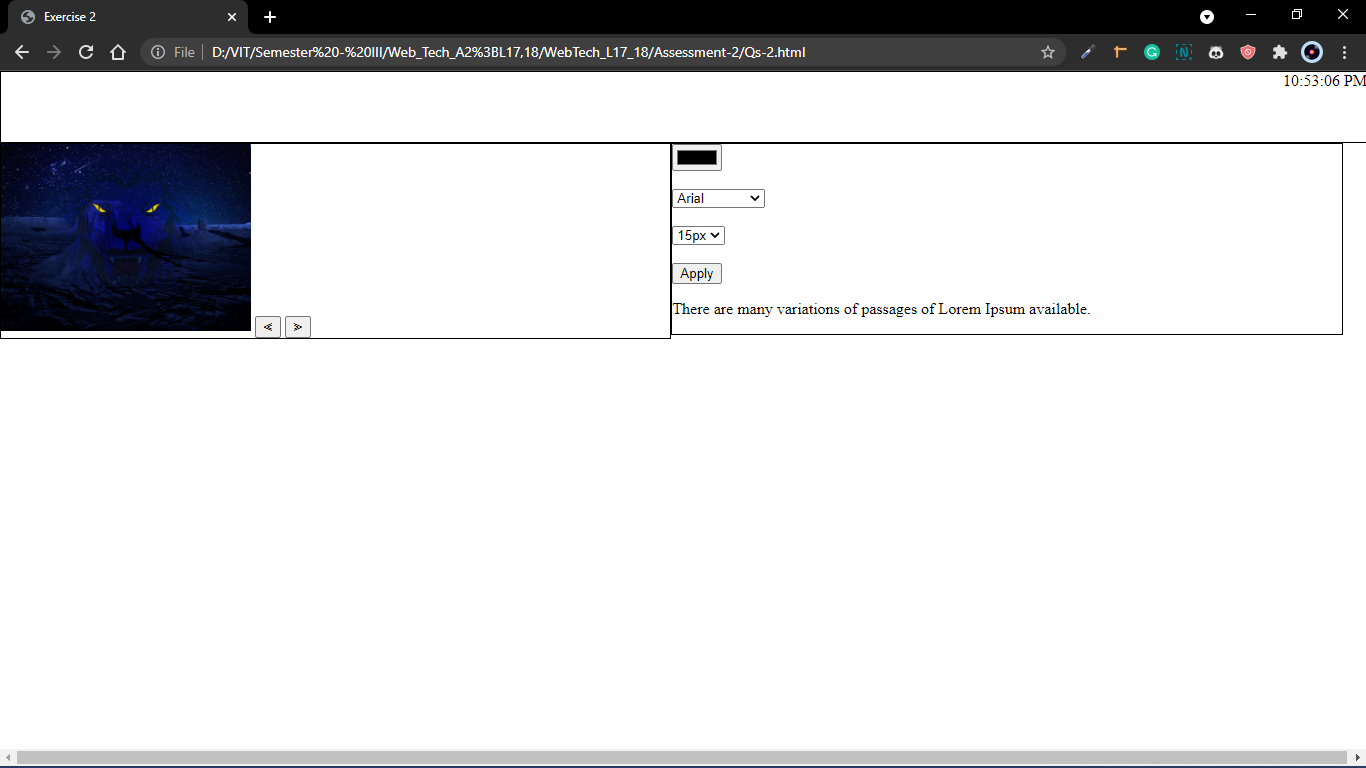 Exercise 2
File D:/VIT/Semester%20-%20III/Web_Tech_A2%3BL17,18/WebTech_L17_18/Assessment-2/Qs-2.html
10:53:06 PM
Arial
15px
Apply
There are many variations of passages of Lorem Ipsum available.